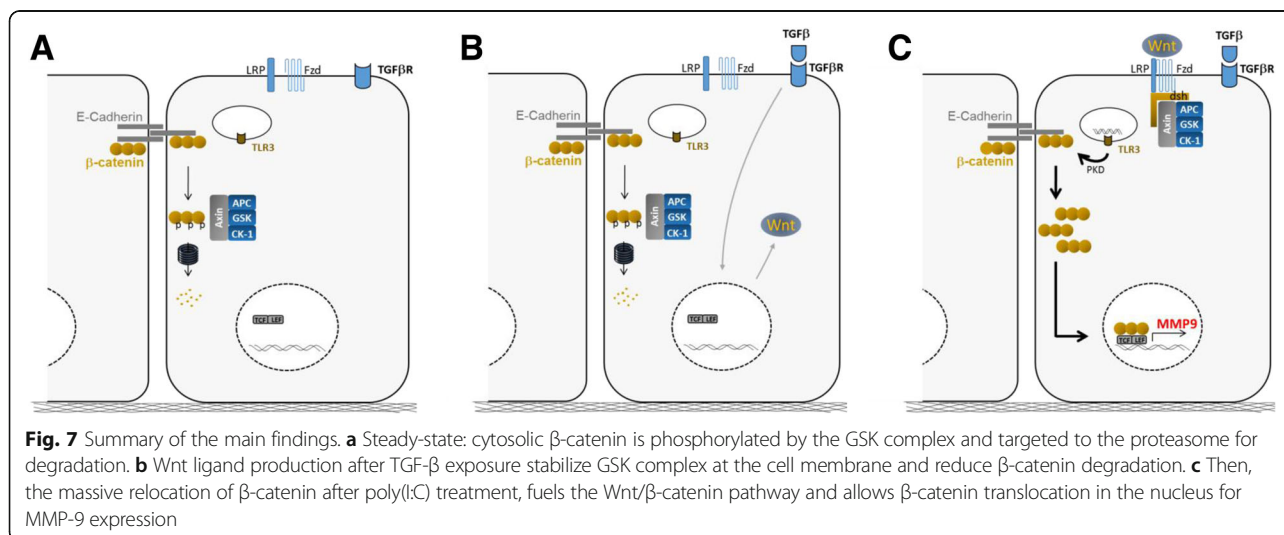 A
LRP
Fzd
TGFβR
E-Cadherin
β-catenin
TLR3
P P P
Axin
APC
GSK
CK-1
TCF LEF
B
TGFβ
LRP
Fzd
TGFβR
E-Cadherin
β-catenin
TLR3
P P P
Axin
APC
GSK
CK-1
Wnt
TCF LEF
C
Wnt
TGFβ
LRP
Fzd
TGFβR
dsh
E-Cadherin
β-catenin
TLR3
PKD
Axin
APC
GSK
CK-1
MMP9
TCF LEF
Fig. 7 Summary of the main findings. a Steady-state: cytosolic β-catenin is phosphorylated by the GSK complex and targeted to the proteasome for
degradation. b Wnt ligand production after TGF-β exposure stabilize GSK complex at the cell membrane and reduce β-catenin degradation. c Then,
the massive relocation of β-catenin after poly(I:C) treatment, fuels the Wnt/β-catenin pathway and allows β-catenin translocation in the nucleus for
MMP-9 expression